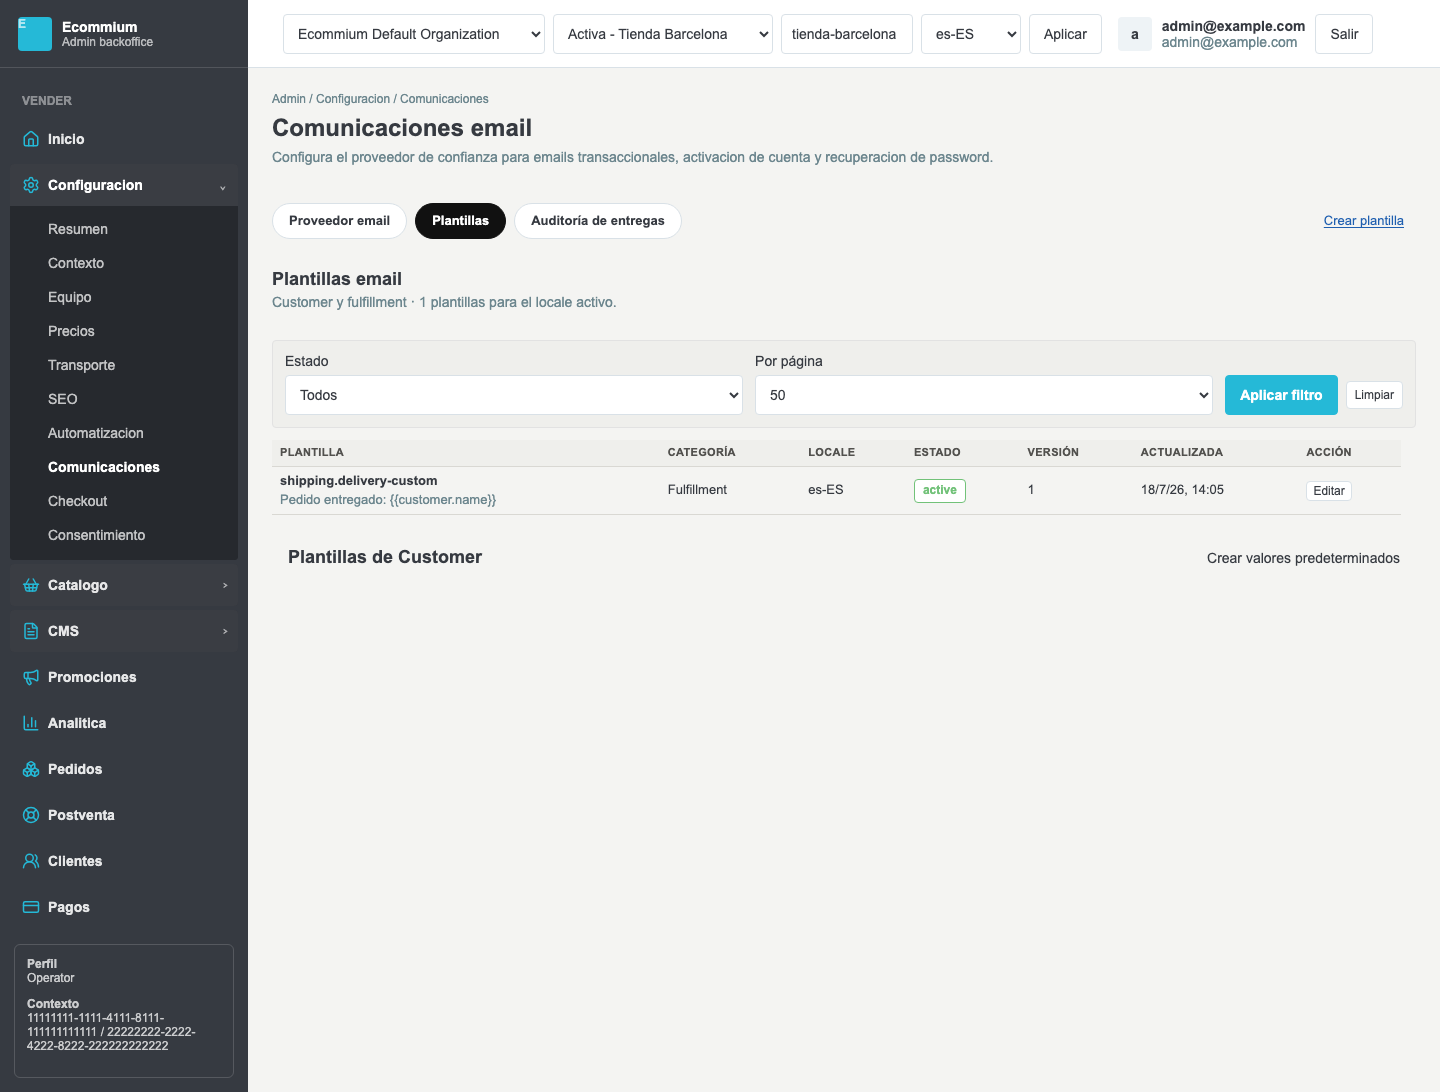 E
Ecommium
Admin backoffice
Ecommium Default Organization
Activa - Tienda Barcelona
tienda-barcelona
es-ES
Aplicar
a
admin@example.com
admin@example.com
Salir
VENDER
Inicio
Configuracion
Resumen
Contexto
Equipo
Precios
Transporte
SEO
Automatizacion
Comunicaciones
Checkout
Consentimiento
Catalogo
CMS
Promociones
Analitica
Pedidos
Postventa
Clientes
Pagos
Perfil
Operator
Contexto
11111111-1111-4111-8111-
111111111111 / 22222222-2222-
4222-8222-222222222222
Admin / Configuracion / Comunicaciones
Comunicaciones email
Configura el proveedor de confianza para emails transaccionales, activacion de cuenta y recuperacion de password.
Proveedor email
Plantillas
Auditoría de entregas
Crear plantilla
Plantillas email
Customer y fulfillment · 1 plantillas para el locale activo.
Estado
Por página
Todos
50
Aplicar filtro
Limpiar
PLANTILLA CATEGORÍA LOCALE ESTADO VERSIÓN ACTUALIZADA ACCIÓN
shipping.delivery-custom
Pedido entregado: {{customer.name}}
Fulfillment es-ES active 1 18/7/26, 14:05 Editar
Plantillas de Customer
Crear valores predeterminados